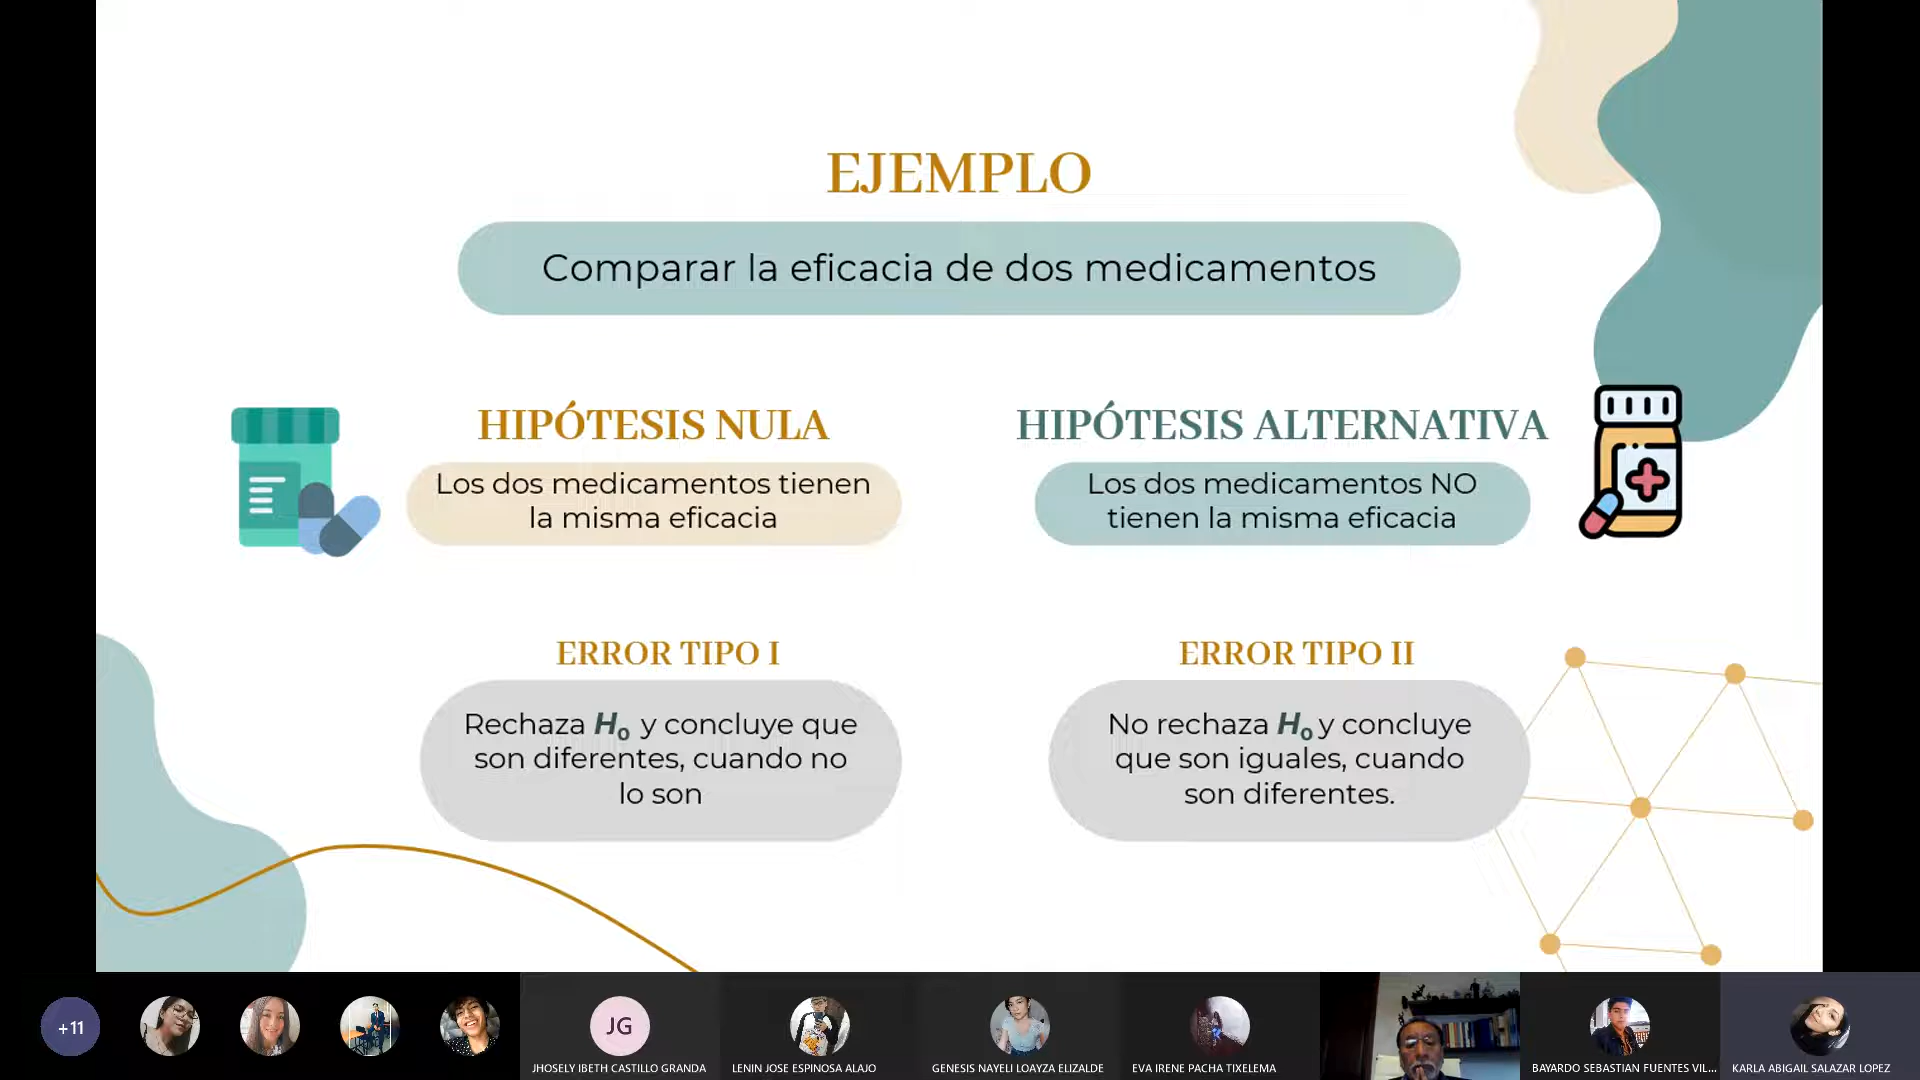 EJEMPLO
Comparar la eficacia de dos medicamentos
HIPÓTESIS NULA
Los dos medicamentos tienen
la misma eficacia
HIPÓTESIS ALTERNATIVA
Los dos medicamentos NO
tienen la misma eficacia
ERROR TIPO I
Rechaza H₀ y concluye que
son diferentes, cuando no
lo son
ERROR TIPO II
No rechaza H₀ y concluye
que son iguales, cuando
son diferentes.
+11
JG
JHOSELY IBETH CASTILLO GRANDA
LENIN JOSE ESPINOSA ALAJO
GENESIS NAYELI LOAYZA ELIZALDE
EVA IRENE PACHA TIXELEMA
BAYARDO SEBASTIAN FUENTES VIL...
KARLA ABIGAIL SALAZAR LOPEZ